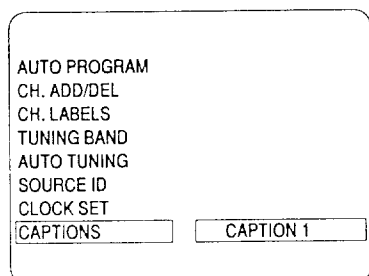 AUTO PROGRAM
CH. ADD/DEL
CH. LABELS
TUNING BAND
AUTO TUNING
SOURCE ID
CLOCK SET
CAPTIONS CAPTION 1